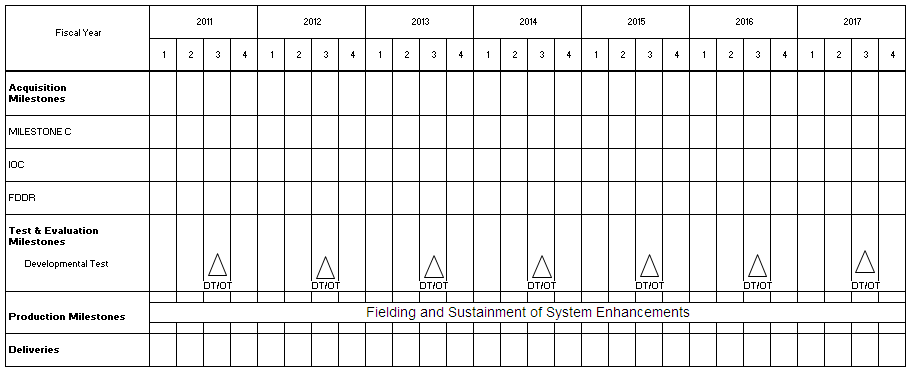 Fiscal Year
2011 2012 2013 2014 2015 2016 2017
1 2 3 4 1 2 3 4 1 2 3 4 1 2 3 4 1 2 3 4 1 2 3 4 1 2 3 4
Acquisition
Milestones
MILESTONE C
IOC
FDDR
Test & Evaluation
Milestones
Developmental Test
DT/OT DT/OT DT/OT DT/OT DT/OT DT/OT DT/OT
Production Milestones
Fielding and Sustainment of System Enhancements
Deliveries